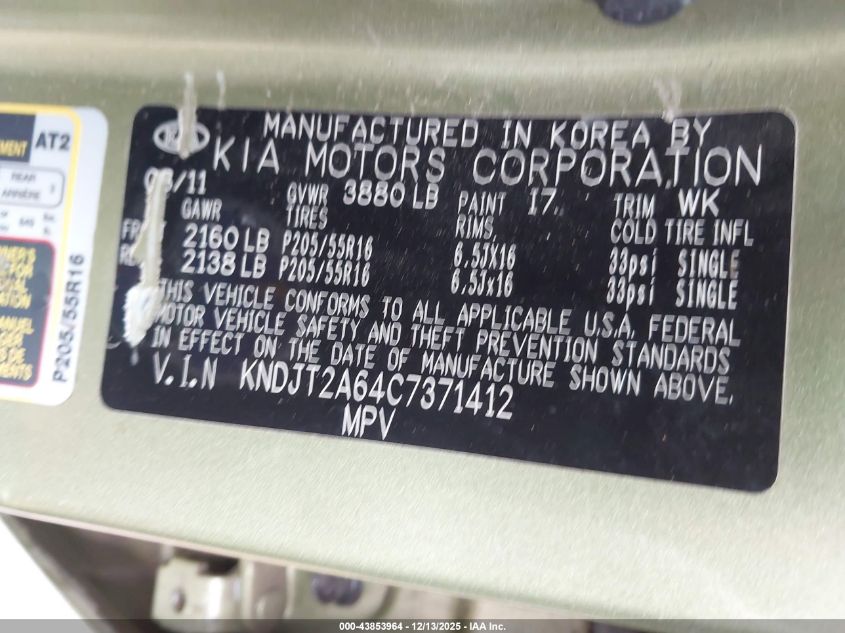 MANUFACTURED IN KOREA BY
KIA MOTORS CORPORATION
/11 GVWR 3880 LB PAINT I7 TRIM WK
GAWR TIRES RIMS COLD TIRE INFL
2160 LB P205/55R16 6.5JX16 33psi SINGLE
2138 LB P205/55R16 6.5Jx16 33psi SINGLE
THIS VEHICLE CONFORMS TO ALL APPLICABLE U.S.A. FEDERAL
MOTOR VEHICLE SAFETY AND THEFT PREVENTION STANDARDS
IN EFFECT ON THE DATE OF MANUFACTURE SHOWN ABOVE.
V.I.N KNDJT2A64C7371412
MPV
AT2
REAR
ARRIÈRE
P205/55R16
000-43853964 - 12/13/2025 - IAA Inc.